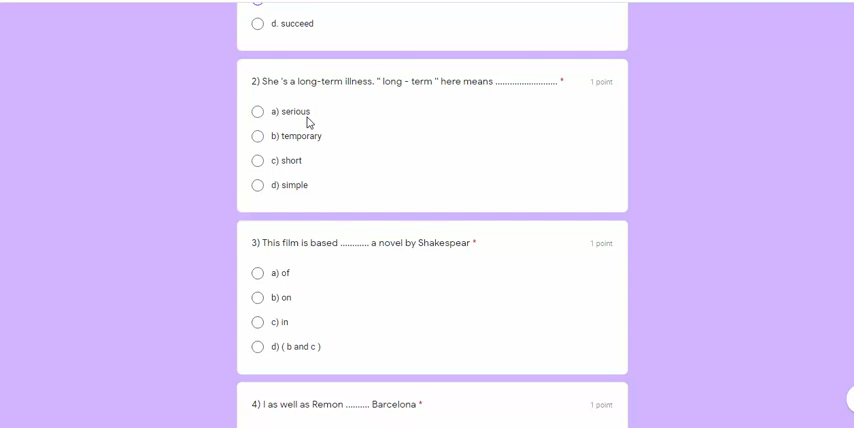 d. succeed
2) She 's a long-term illness. " long - term " here means ......................... * 1 point
a) serious
b) temporary
c) short
d) simple
3) This film is based ............ a novel by Shakespear * 1 point
a) of
b) on
c) in
d) ( b and c )
4) I as well as Remon .......... Barcelona * 1 point